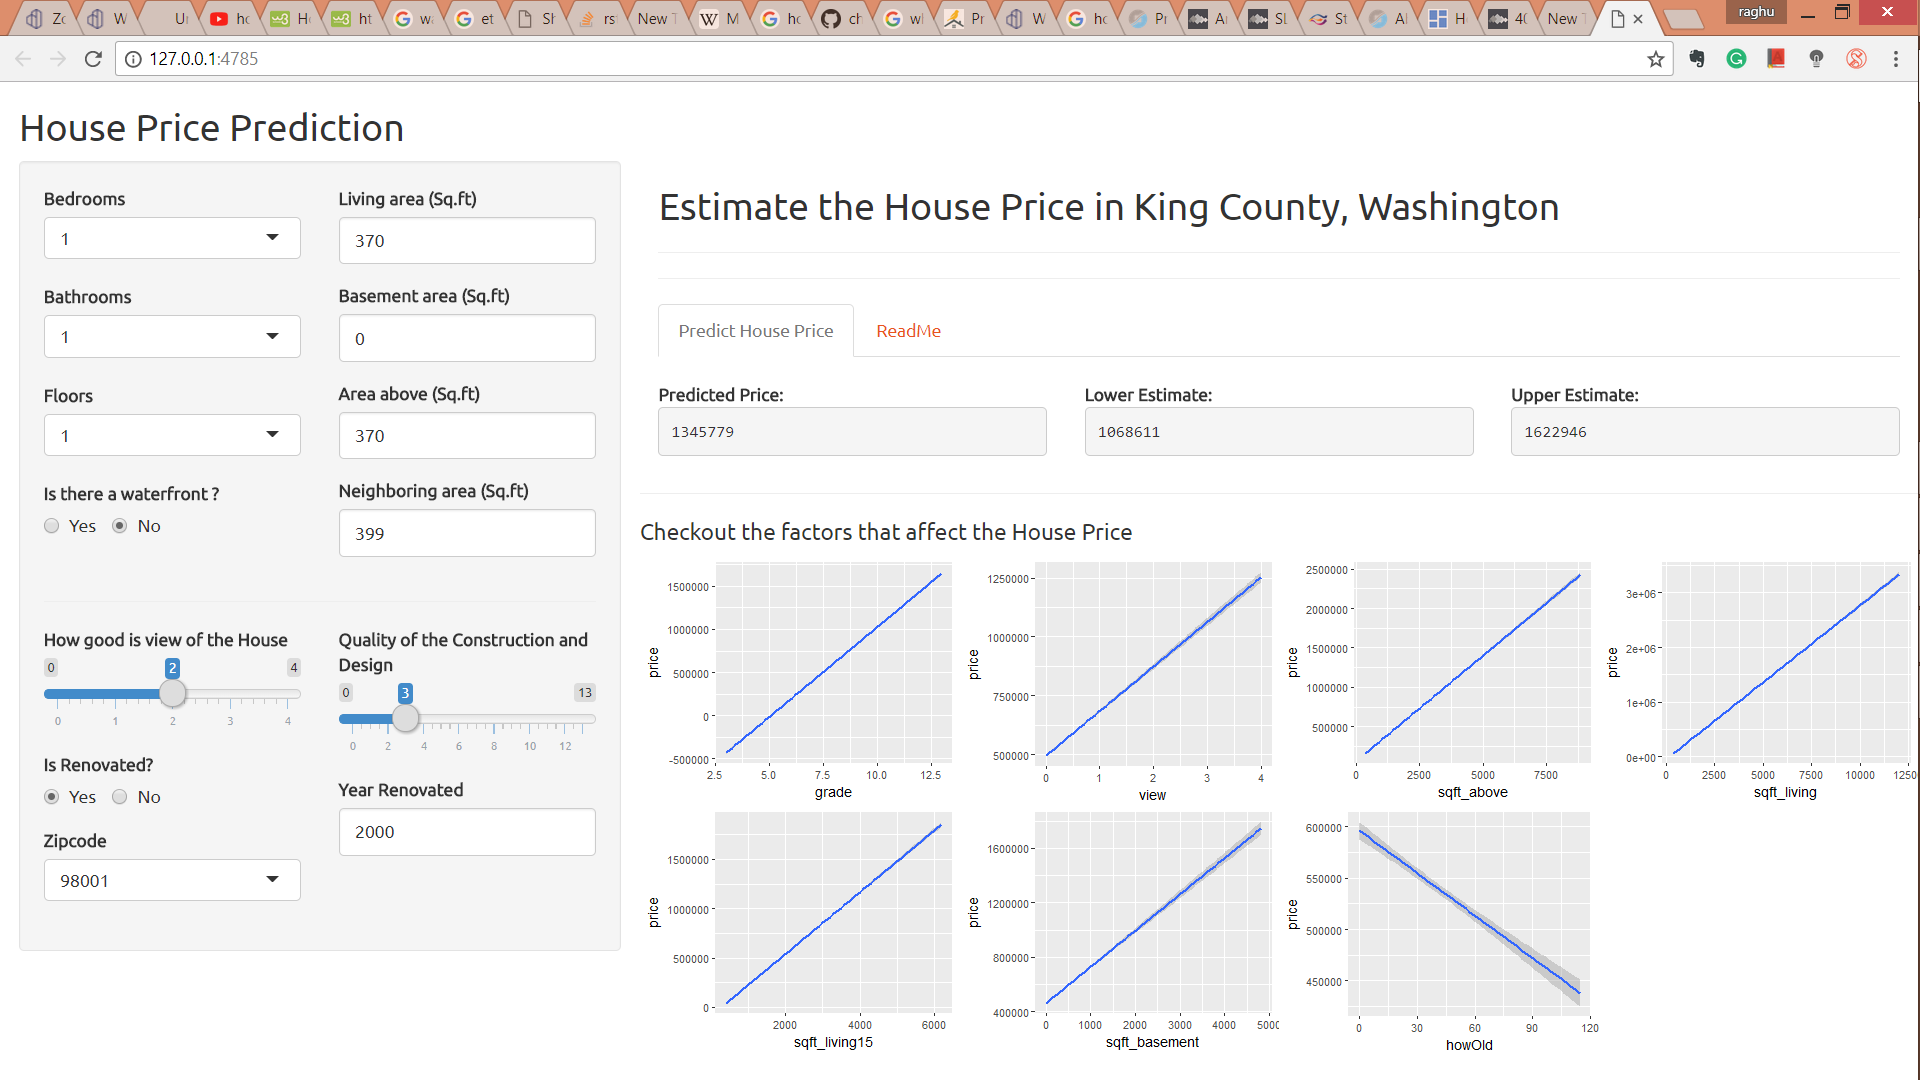 Zc
W
Ur
hc
H
ht
wa
et
Sh
rst
New T
M
hc
ch
wl
Pr
W
hc
Pr
Ar
SL
St
Al
H
40
New T
raghu
127.0.0.1:4785
House Price Prediction
Bedrooms
1
Bathrooms
1
Floors
1
Is there a waterfront ?
Yes No
Living area (Sq.ft)
370
Basement area (Sq.ft)
0
Area above (Sq.ft)
370
Neighboring area (Sq.ft)
399
How good is view of the House
0 2 4
0 1 2 3 4
Is Renovated?
Yes No
Zipcode
98001
Quality of the Construction and
Design
0 3 13
0 2 4 6 8 10 12
Year Renovated
2000
Estimate the House Price in King County, Washington
Predict House Price ReadMe
Predicted Price:
1345779
Lower Estimate:
1068611
Upper Estimate:
1622946
Checkout the factors that affect the House Price
price
1500000
1000000
500000
0
-500000
2.5 5.0 7.5 10.0 12.5
grade
price
1250000
1000000
750000
500000
0 1 2 3 4
view
price
2500000
2000000
1500000
1000000
500000
0 2500 5000 7500
sqft_above
price
3e+06
2e+06
1e+06
0e+00
0 2500 5000 7500 10000 1250
sqft_living
price
1500000
1000000
500000
0
2000 4000 6000
sqft_living15
price
1600000
1200000
800000
400000
0 1000 2000 3000 4000 5000
sqft_basement
price
600000
550000
500000
450000
0 30 60 90 120
howOld